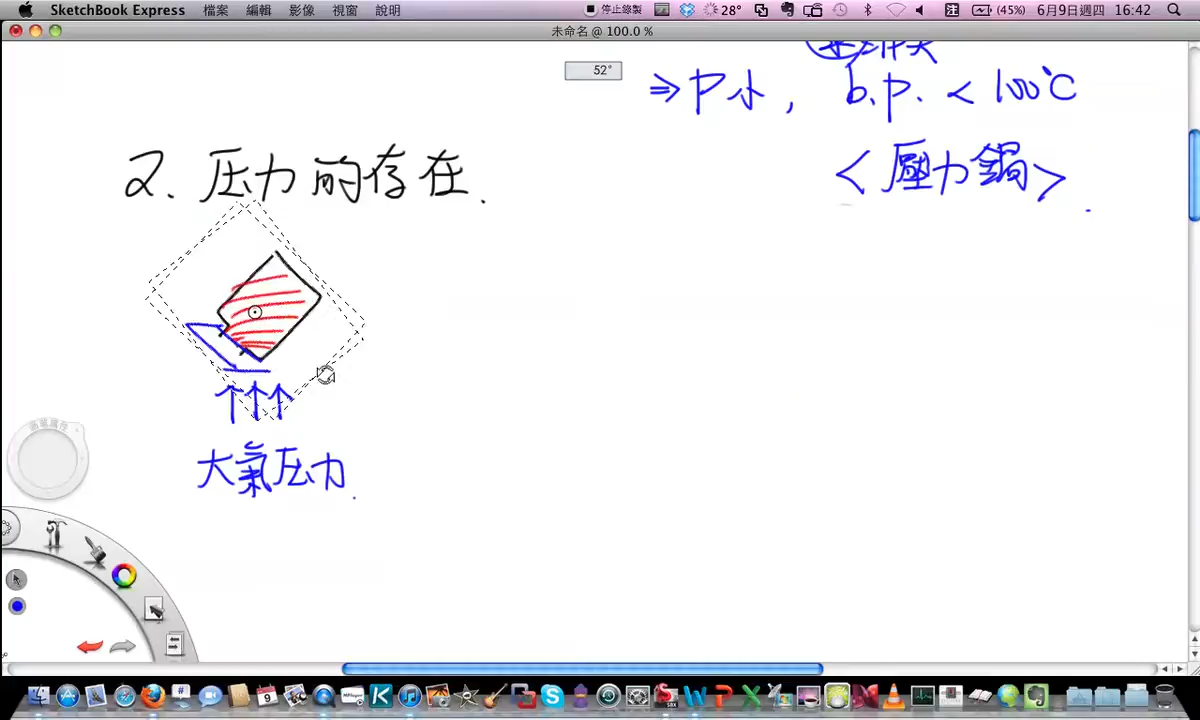 SketchBook Express 檔案 編輯 影像 視窗 說明 停止錄製 28° 注 (45%) 6月9日週四 16:42
未命名 @ 100.0 %
52°
⇒ P小, b.p. < 100℃
<壓力鍋>.
2. 压力的存在.
↑↑↑
大氣压力.